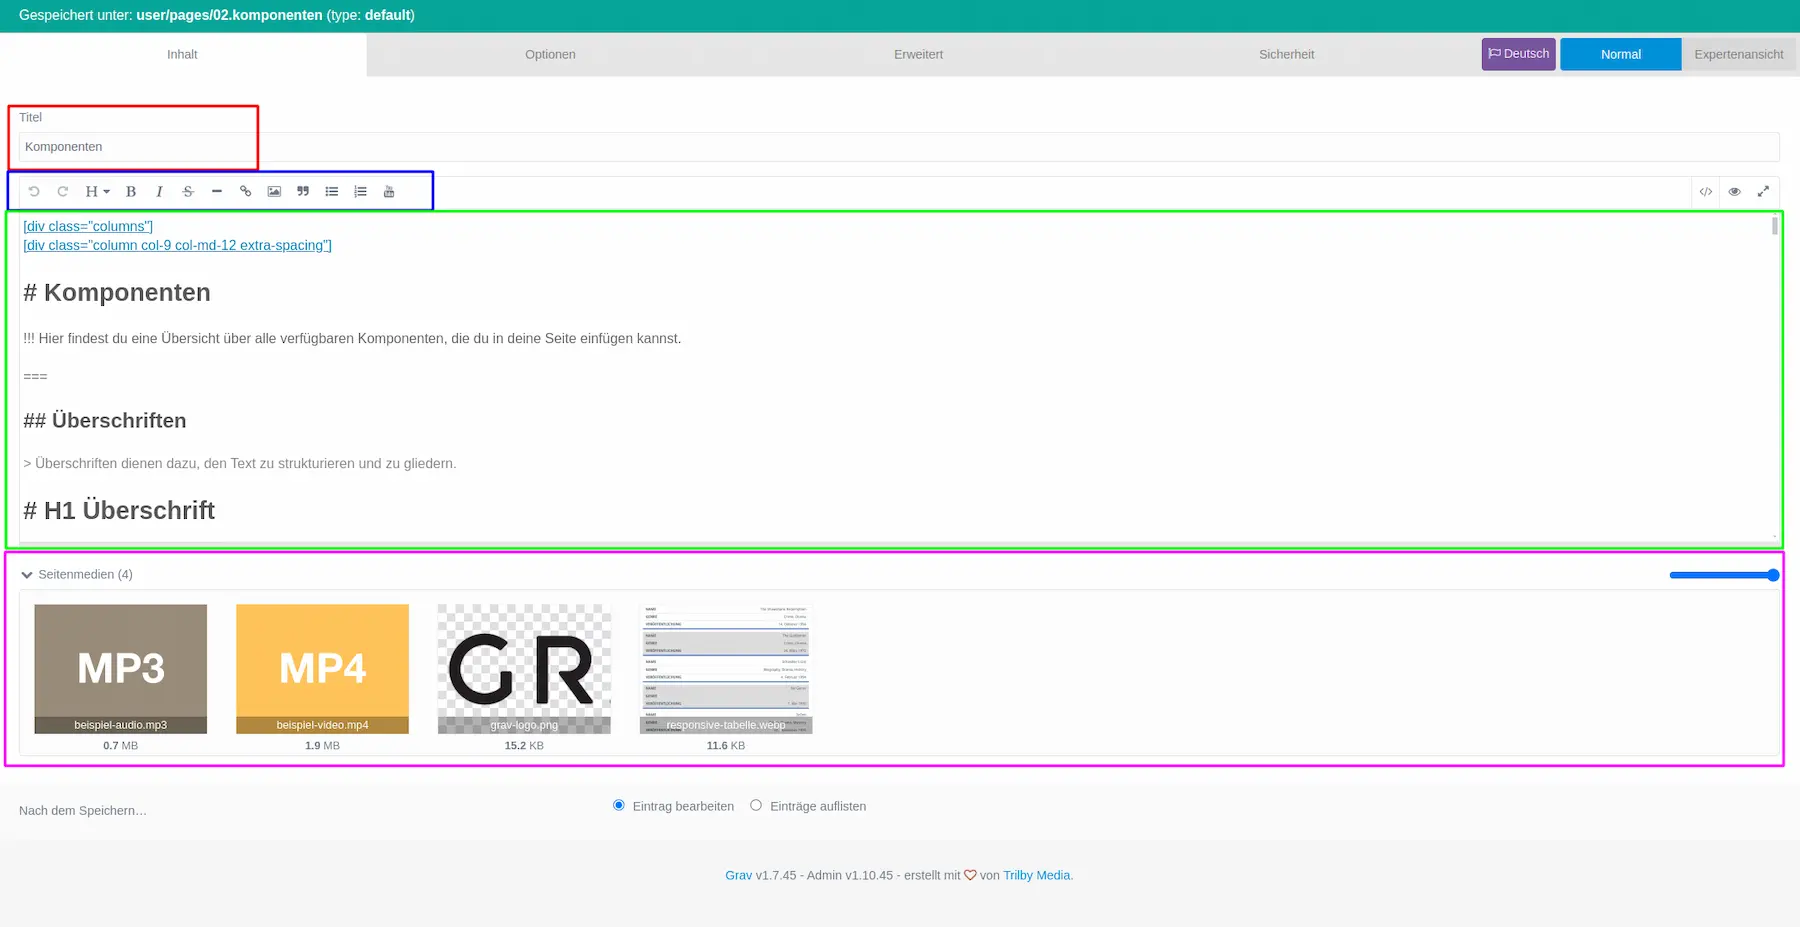 Gespeichert unter: user/pages/02.komponenten (type: default)
Inhalt
Optionen
Erweitert
Sicherheit
Deutsch
Normal
Expertenansicht
Titel
Komponenten
H B I S
[div class="columns"]
[div class="column col-9 col-md-12 extra-spacing"]
# Komponenten
!!! Hier findest du eine Übersicht über alle verfügbaren Komponenten, die du in deine Seite einfügen kannst.
===
## Überschriften
> Überschriften dienen dazu, den Text zu strukturieren und zu gliedern.
# H1 Überschrift
Seitenmedien (4)
MP3
beispiel-audio.mp3
0.7 MB
MP4
beispiel-video.mp4
1.9 MB
GR
grav-logo.png
15.2 KB
responsive-tabelle.webp
11.6 KB
Nach dem Speichern…
Eintrag bearbeiten
Einträge auflisten
Grav v1.7.45 - Admin v1.10.45 - erstellt mit ♡ von Trilby Media.